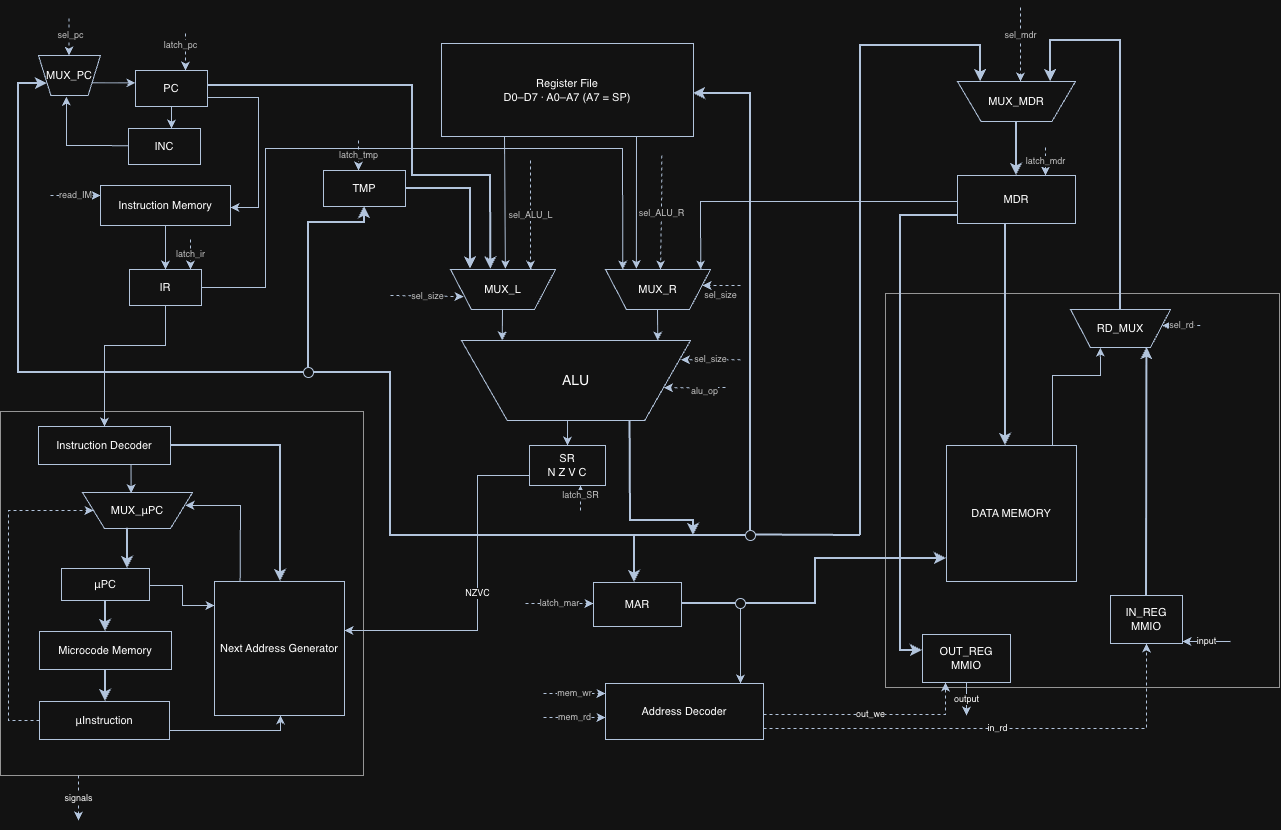 sel_pc
sel_mdr
latch_pc
MUX_PC
PC
Register File
D0–D7 · A0–A7 (A7 = SP)
MUX_MDR
INC
latch_tmp
latch_mdr
TMP
read_IM
Instruction Memory
MDR
sel_ALU_L
sel_ALU_R
latch_ir
IR
MUX_L
MUX_R
sel_size
sel_size
RD_MUX
sel_rd
ALU
sel_size
alu_op
Instruction Decoder
SR
N Z V C
latch_SR
MUX_µPC
DATA MEMORY
µPC
NZVC
latch_mar
MAR
IN_REG
MMIO
input
Microcode Memory
Next Address Generator
OUT_REG
MMIO
mem_wr
mem_rd
Address Decoder
output
out_we
in_rd
µInstruction
signals